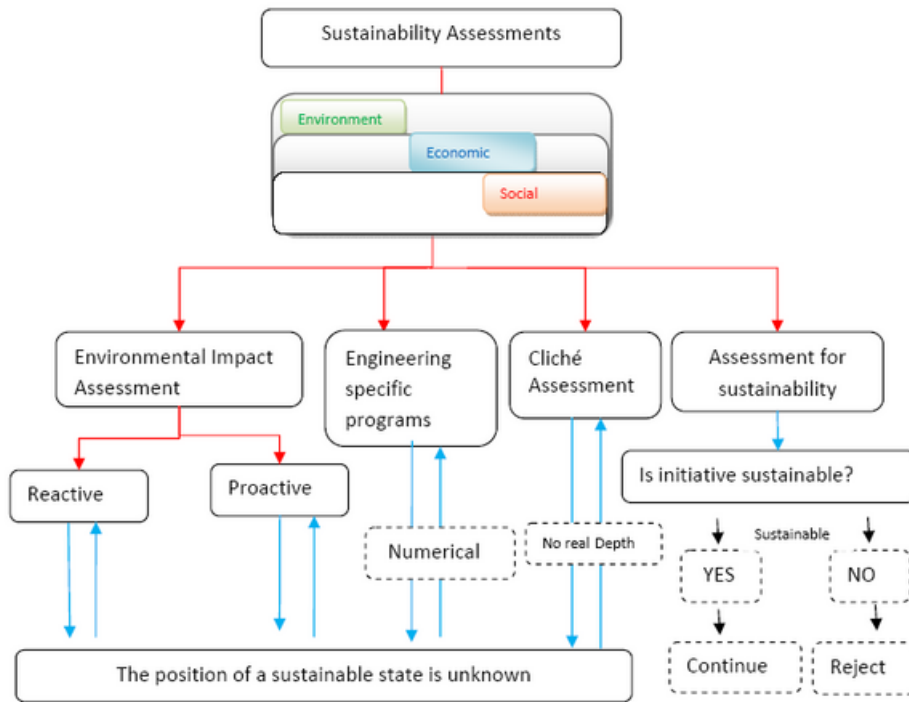 Sustainability Assessments
Environment
Economic
Social
Environmental Impact
Assessment
Engineering
specific
programs
Cliché
Assessment
Assessment for
sustainability
Reactive
Proactive
Is initiative sustainable?
Numerical
No real Depth
Sustainable
YES
NO
The position of a sustainable state is unknown
Continue
Reject